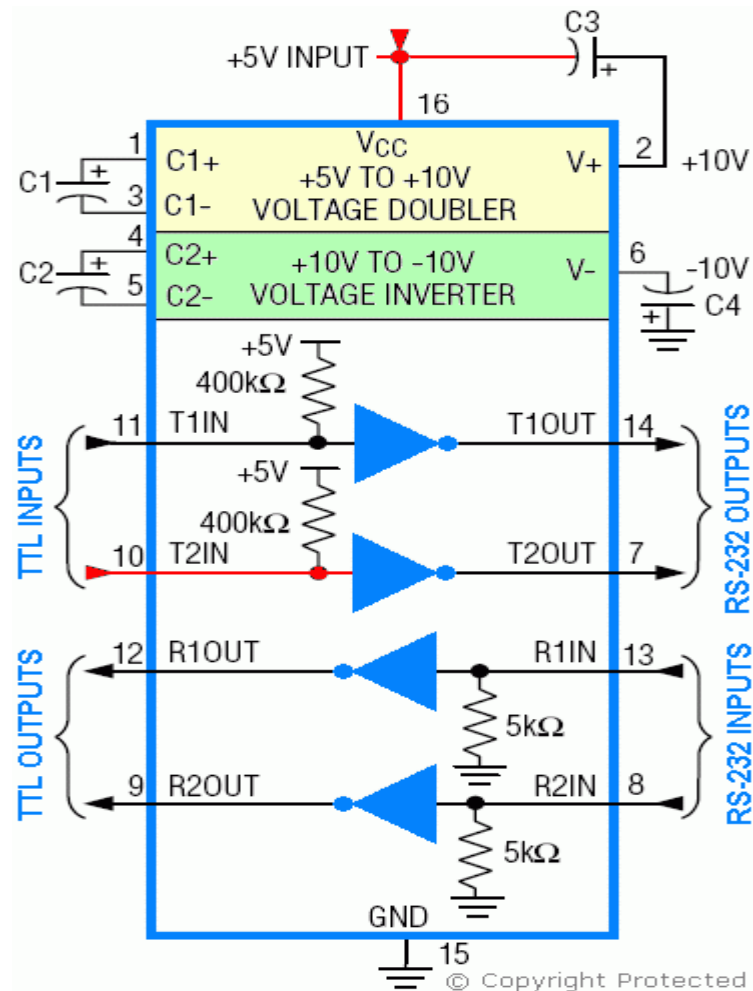 C3
+5V INPUT
+
16
1
VCC
C1+
V+
2
+10V
C1
+
+5V TO +10V
3
C1-
VOLTAGE DOUBLER
4
C2+
+10V TO -10V
6
-10V
C2
+
V-
5
C2-
VOLTAGE INVERTER
C4
+
+5V
400kΩ
11
T1IN
T1OUT
14
+5V
TTL INPUTS
400kΩ
RS-232 OUTPUTS
10
T2IN
T2OUT
7
12
R1OUT
R1IN
13
TTL OUTPUTS
5kΩ
RS-232 INPUTS
9
R2OUT
R2IN
8
5kΩ
GND
15
© Copyright Protected